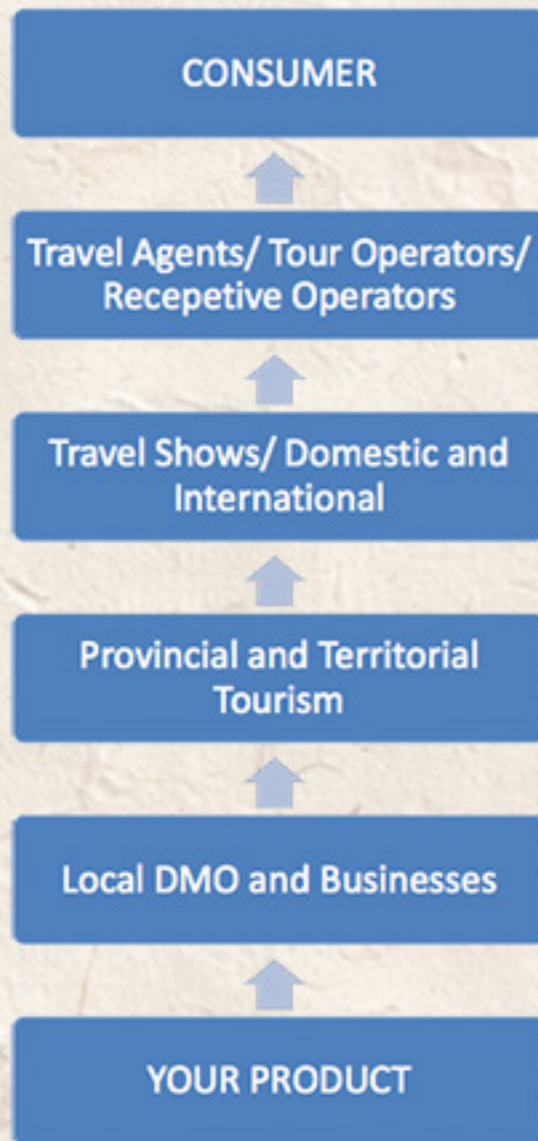 CONSUMER
Travel Agents/ Tour Operators/
Recepetive Operators
Travel Shows/ Domestic and
International
Provincial and Territorial
Tourism
Local DMO and Businesses
YOUR PRODUCT